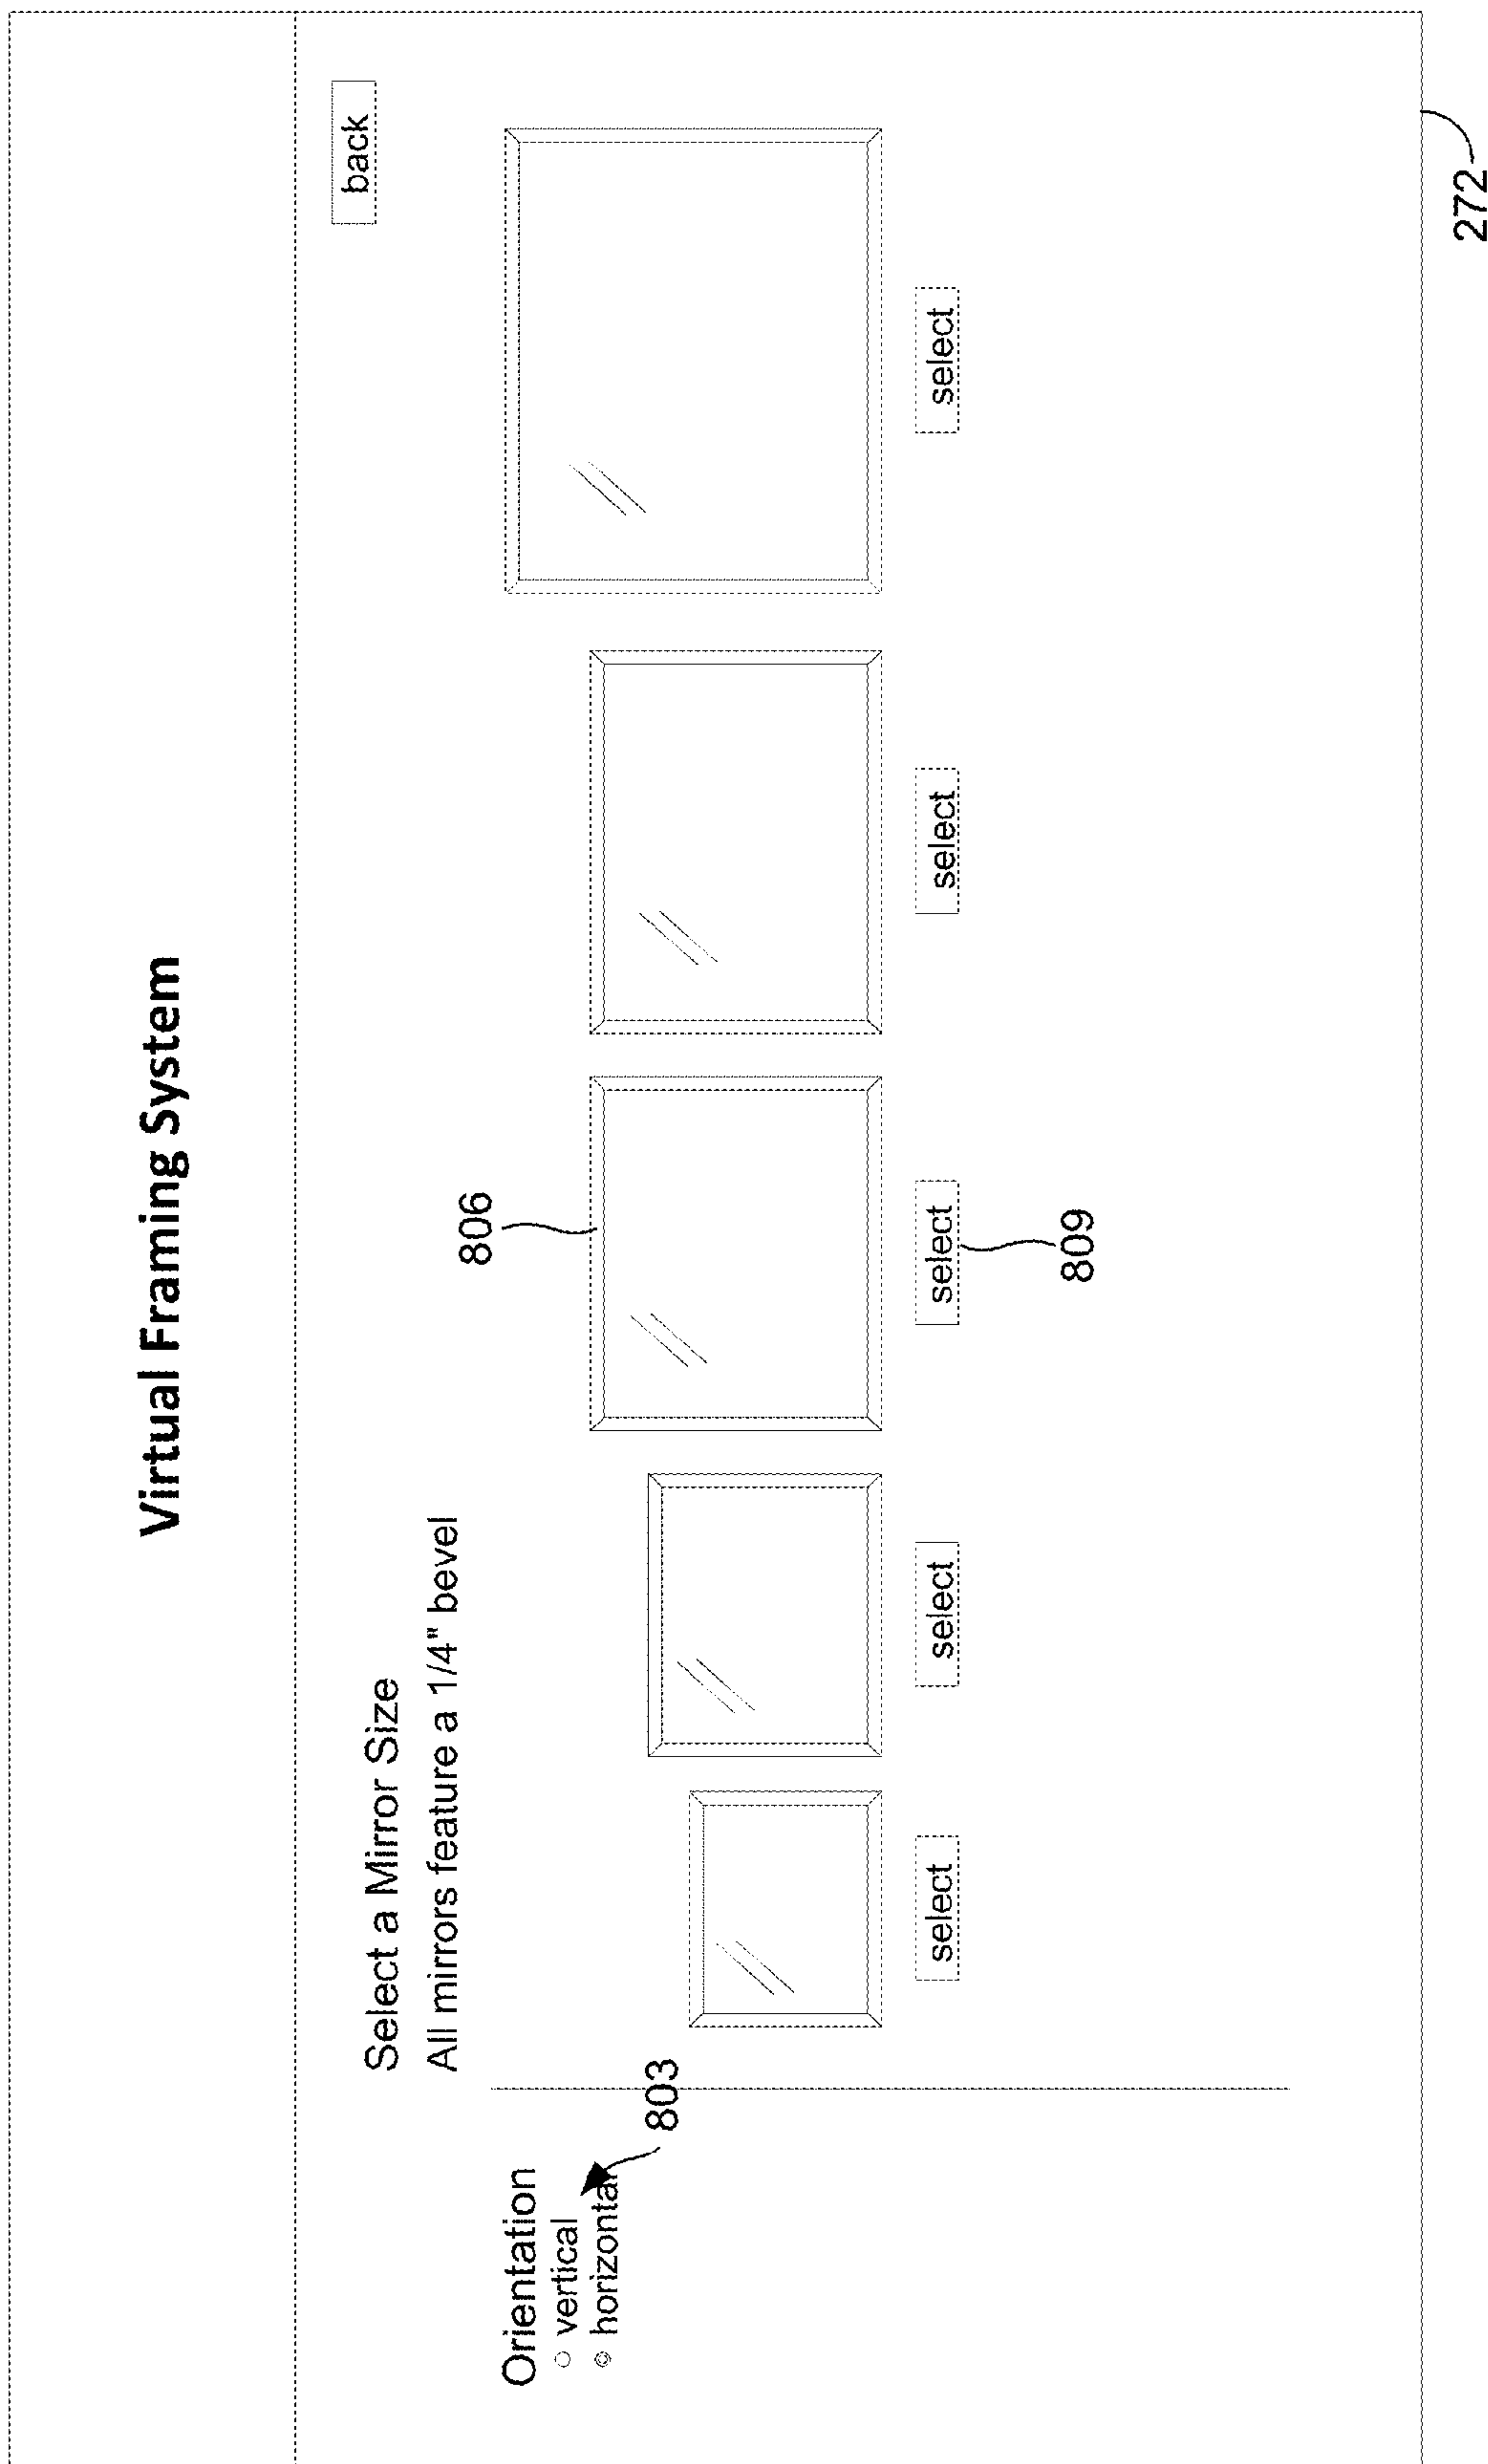 Virtual Framing System
back
Select a Mirror Size
All mirrors feature a 1/4" bevel
Orientation
vertical
horizontal
803
806
select
select
select
select
select
809
272